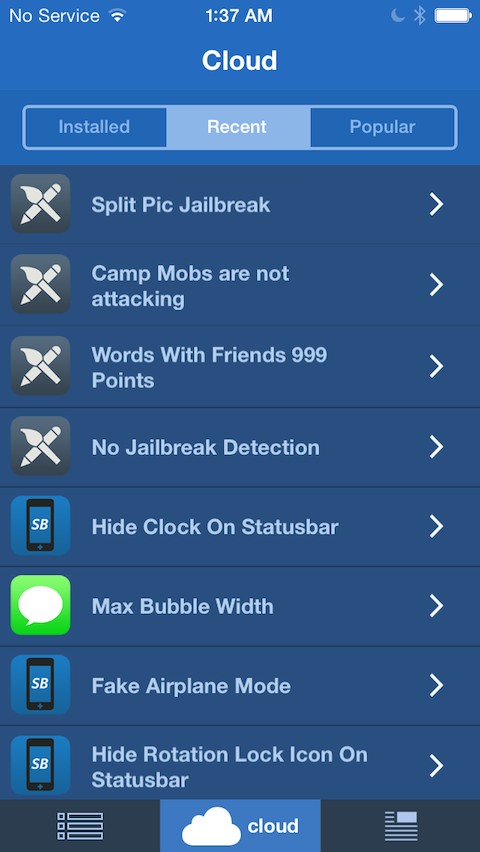 No Service 1:37 AM
Cloud
Installed Recent Popular
Split Pic Jailbreak
Camp Mobs are not
attacking
Words With Friends 999
Points
No Jailbreak Detection
SB Hide Clock On Statusbar
Max Bubble Width
SB Fake Airplane Mode
Hide Rotation Lock Icon On
SB
Statusbar
cloud